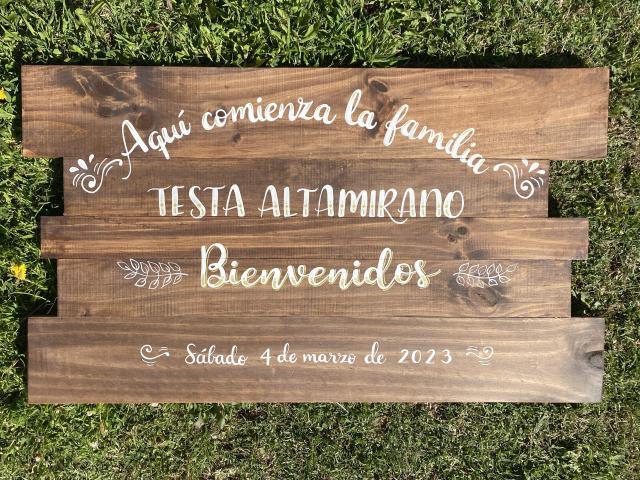 Aquí comienza la familia
TESTA ALTAMIRANO
Bienvenidos
Sábado 4 de marzo de 2023